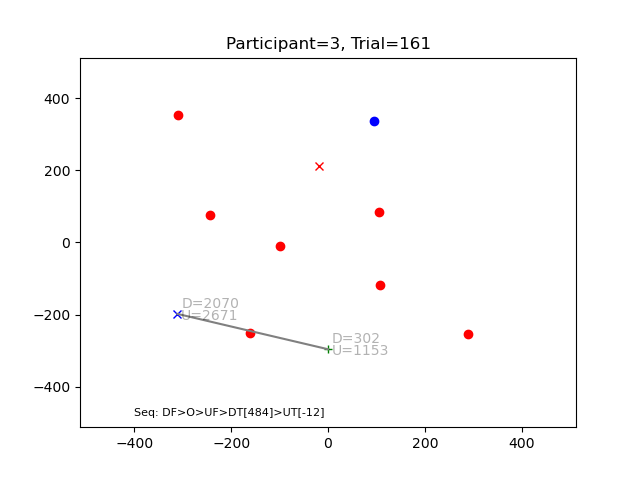 Participant=3, Trial=161
400
200
0
−200
−400
D=2070
U=2671
D=302
U=1153
Seq: DF>O>UF>DT[484]>UT[-12]
−400
−200
0
200
400